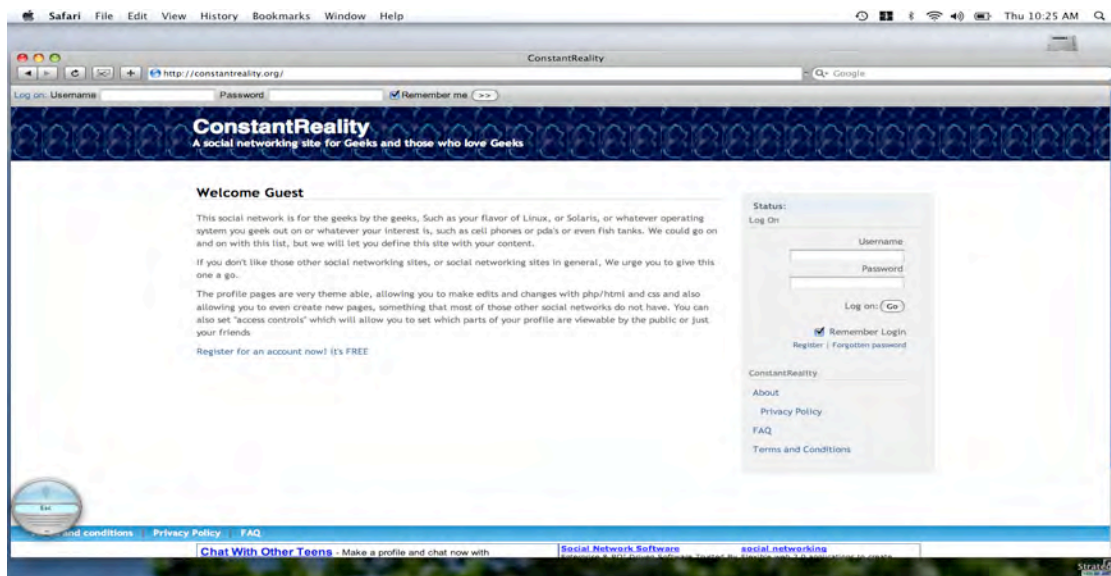 Safari File Edit View History Bookmarks Window Help Thu 10:25 AM
ConstantReality
http://constantreality.org/ Google
Log on: Username Password Remember me >>
ConstantReality
A social networking site for Geeks and those who love Geeks
Welcome Guest
This social network is for the geeks by the geeks, Such as your flavor of Linux, or Solaris, or whatever operating
system you geek out on or whatever your interest is, such as cell phones or pda's or even fish tanks. We could go on
and on with this list, but we will let you define this site with your content.
If you don't like those other social networking sites, or social networking sites in general, We urge you to give this
one a go.
The profile pages are very theme able, allowing you to make edits and changes with php/html and css and also
allowing you to even create new pages, something that most of those other social networks do not have. You can
also set "access controls" which will allow you to set which parts of your profile are viewable by the public or just
your friends
Register for an account now! it's FREE
Status:
Log On
Username
Password
Log on: Go
Remember Login
Register | Forgotten password
ConstantReality
About
Privacy Policy
FAQ
Terms and Conditions
Esc
and conditions | Privacy Policy | FAQ
Chat With Other Teens - Make a profile and chat now with
Social Network Software
social networking